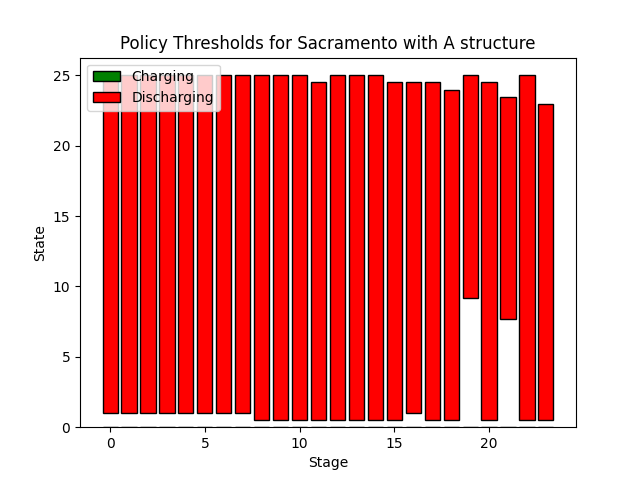 Policy Thresholds for Sacramento with A structure
Charging
Discharging
25
20
15
10
5
0
State
0
5
10
15
20
Stage